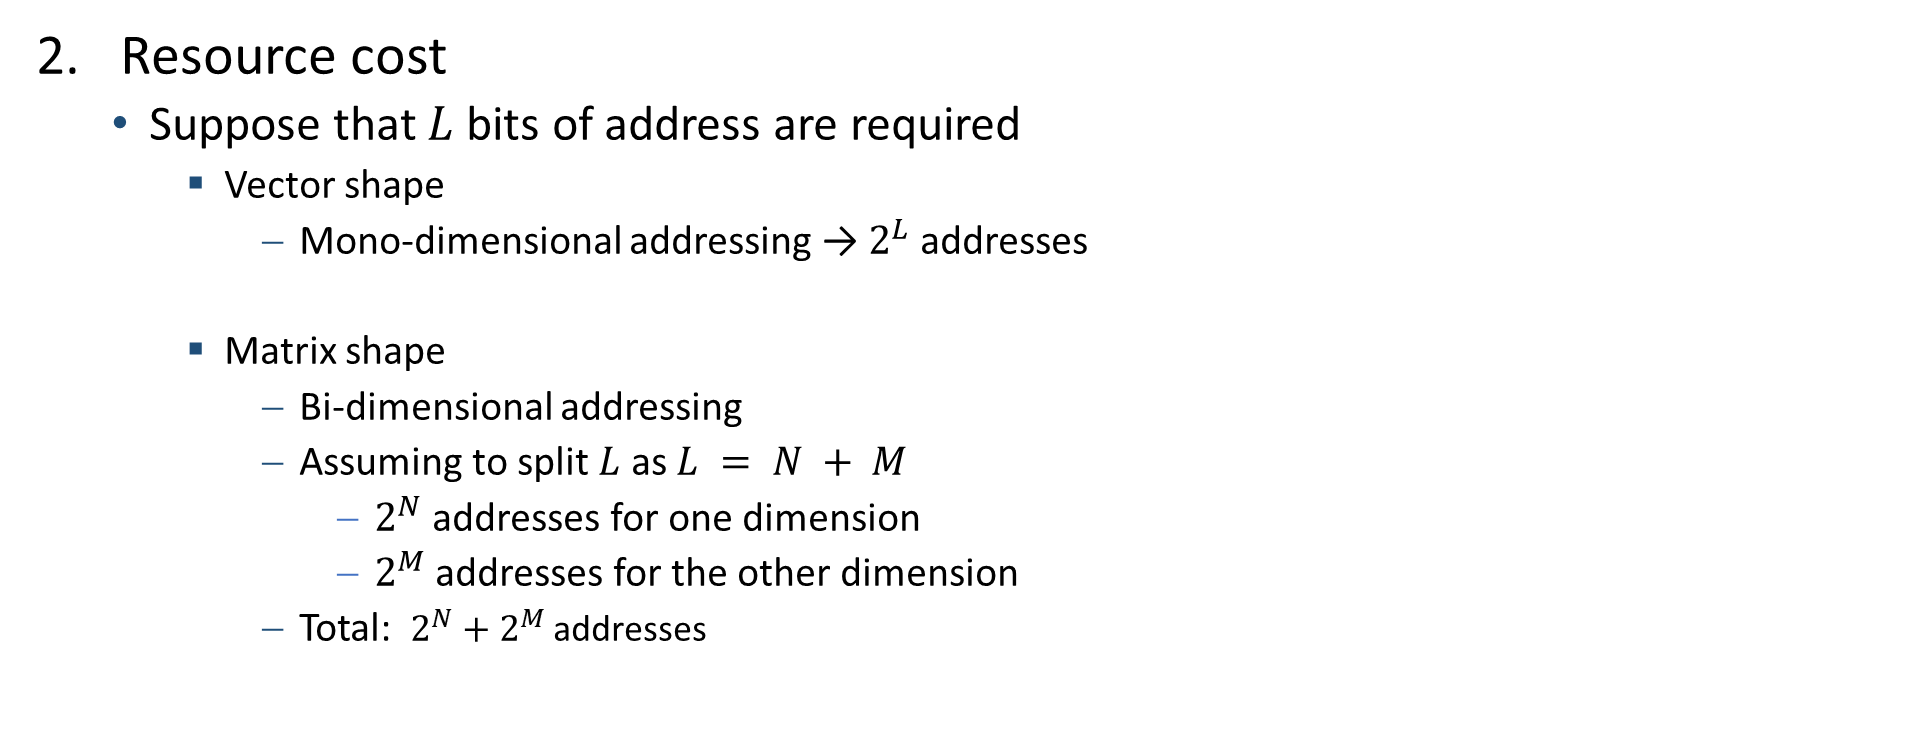 2. Resource cost
• Suppose that L bits of address are required
▪ Vector shape
– Mono-dimensional addressing → 2^L addresses
▪ Matrix shape
– Bi-dimensional addressing
– Assuming to split L as L = N + M
– 2^N addresses for one dimension
– 2^M addresses for the other dimension
– Total: 2^N + 2^M addresses